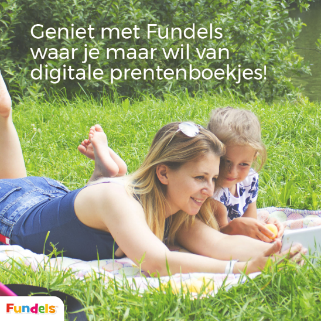 Geniet met Fundels
waar je maar wil van
digitale prentenboekjes!
Fundels